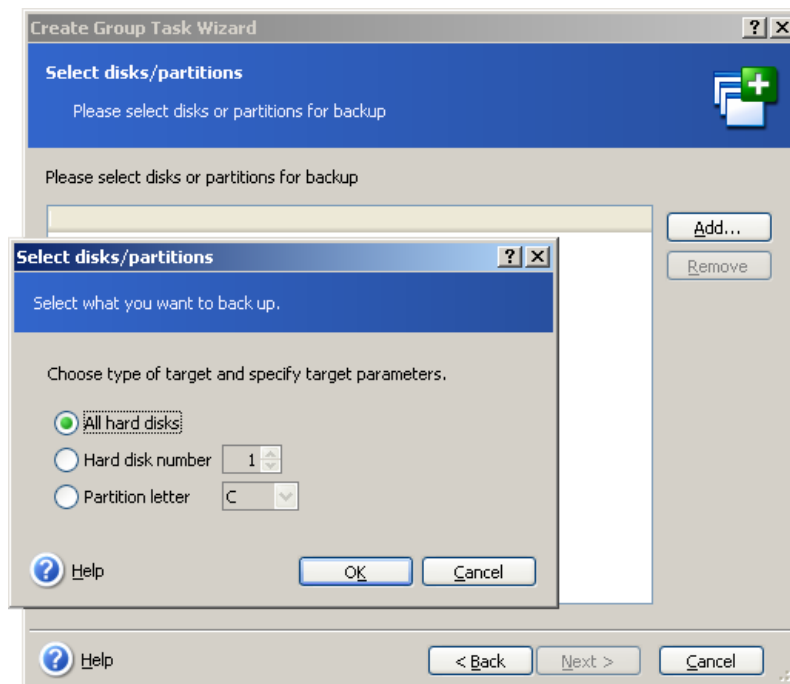 Create Group Task Wizard
Select disks/partitions
Please select disks or partitions for backup
Please select disks or partitions for backup
Add...
Remove
Select disks/partitions
Select what you want to back up.
Choose type of target and specify target parameters.
All hard disks
Hard disk number 1
Partition letter C
Help OK Cancel
Help < Back Next > Cancel